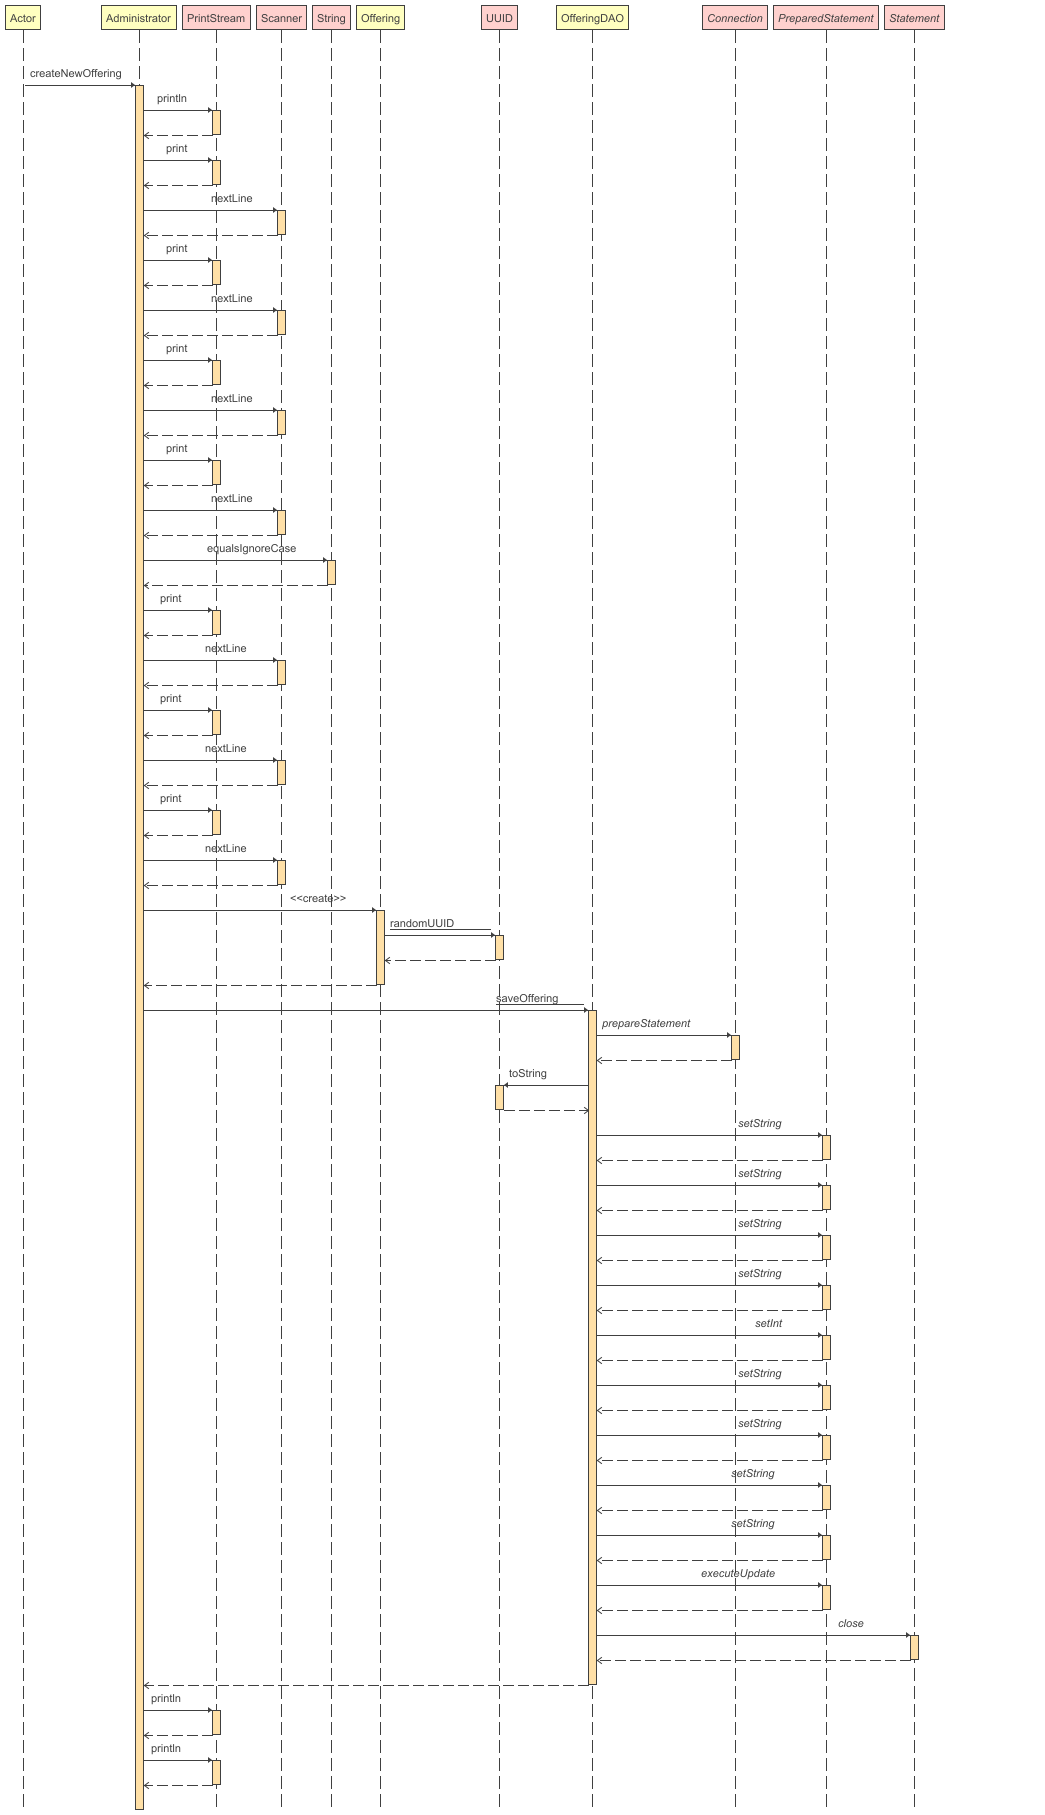 Actor
Administrator
PrintStream
Scanner
String
Offering
UUID
OfferingDAO
Connection
PreparedStatement
Statement
createNewOffering
println
print
nextLine
print
nextLine
print
nextLine
print
nextLine
equalsIgnoreCase
print
nextLine
print
nextLine
print
nextLine
<<create>>
randomUUID
saveOffering
prepareStatement
toString
setString
setString
setString
setString
setInt
setString
setString
setString
setString
executeUpdate
close
println
println